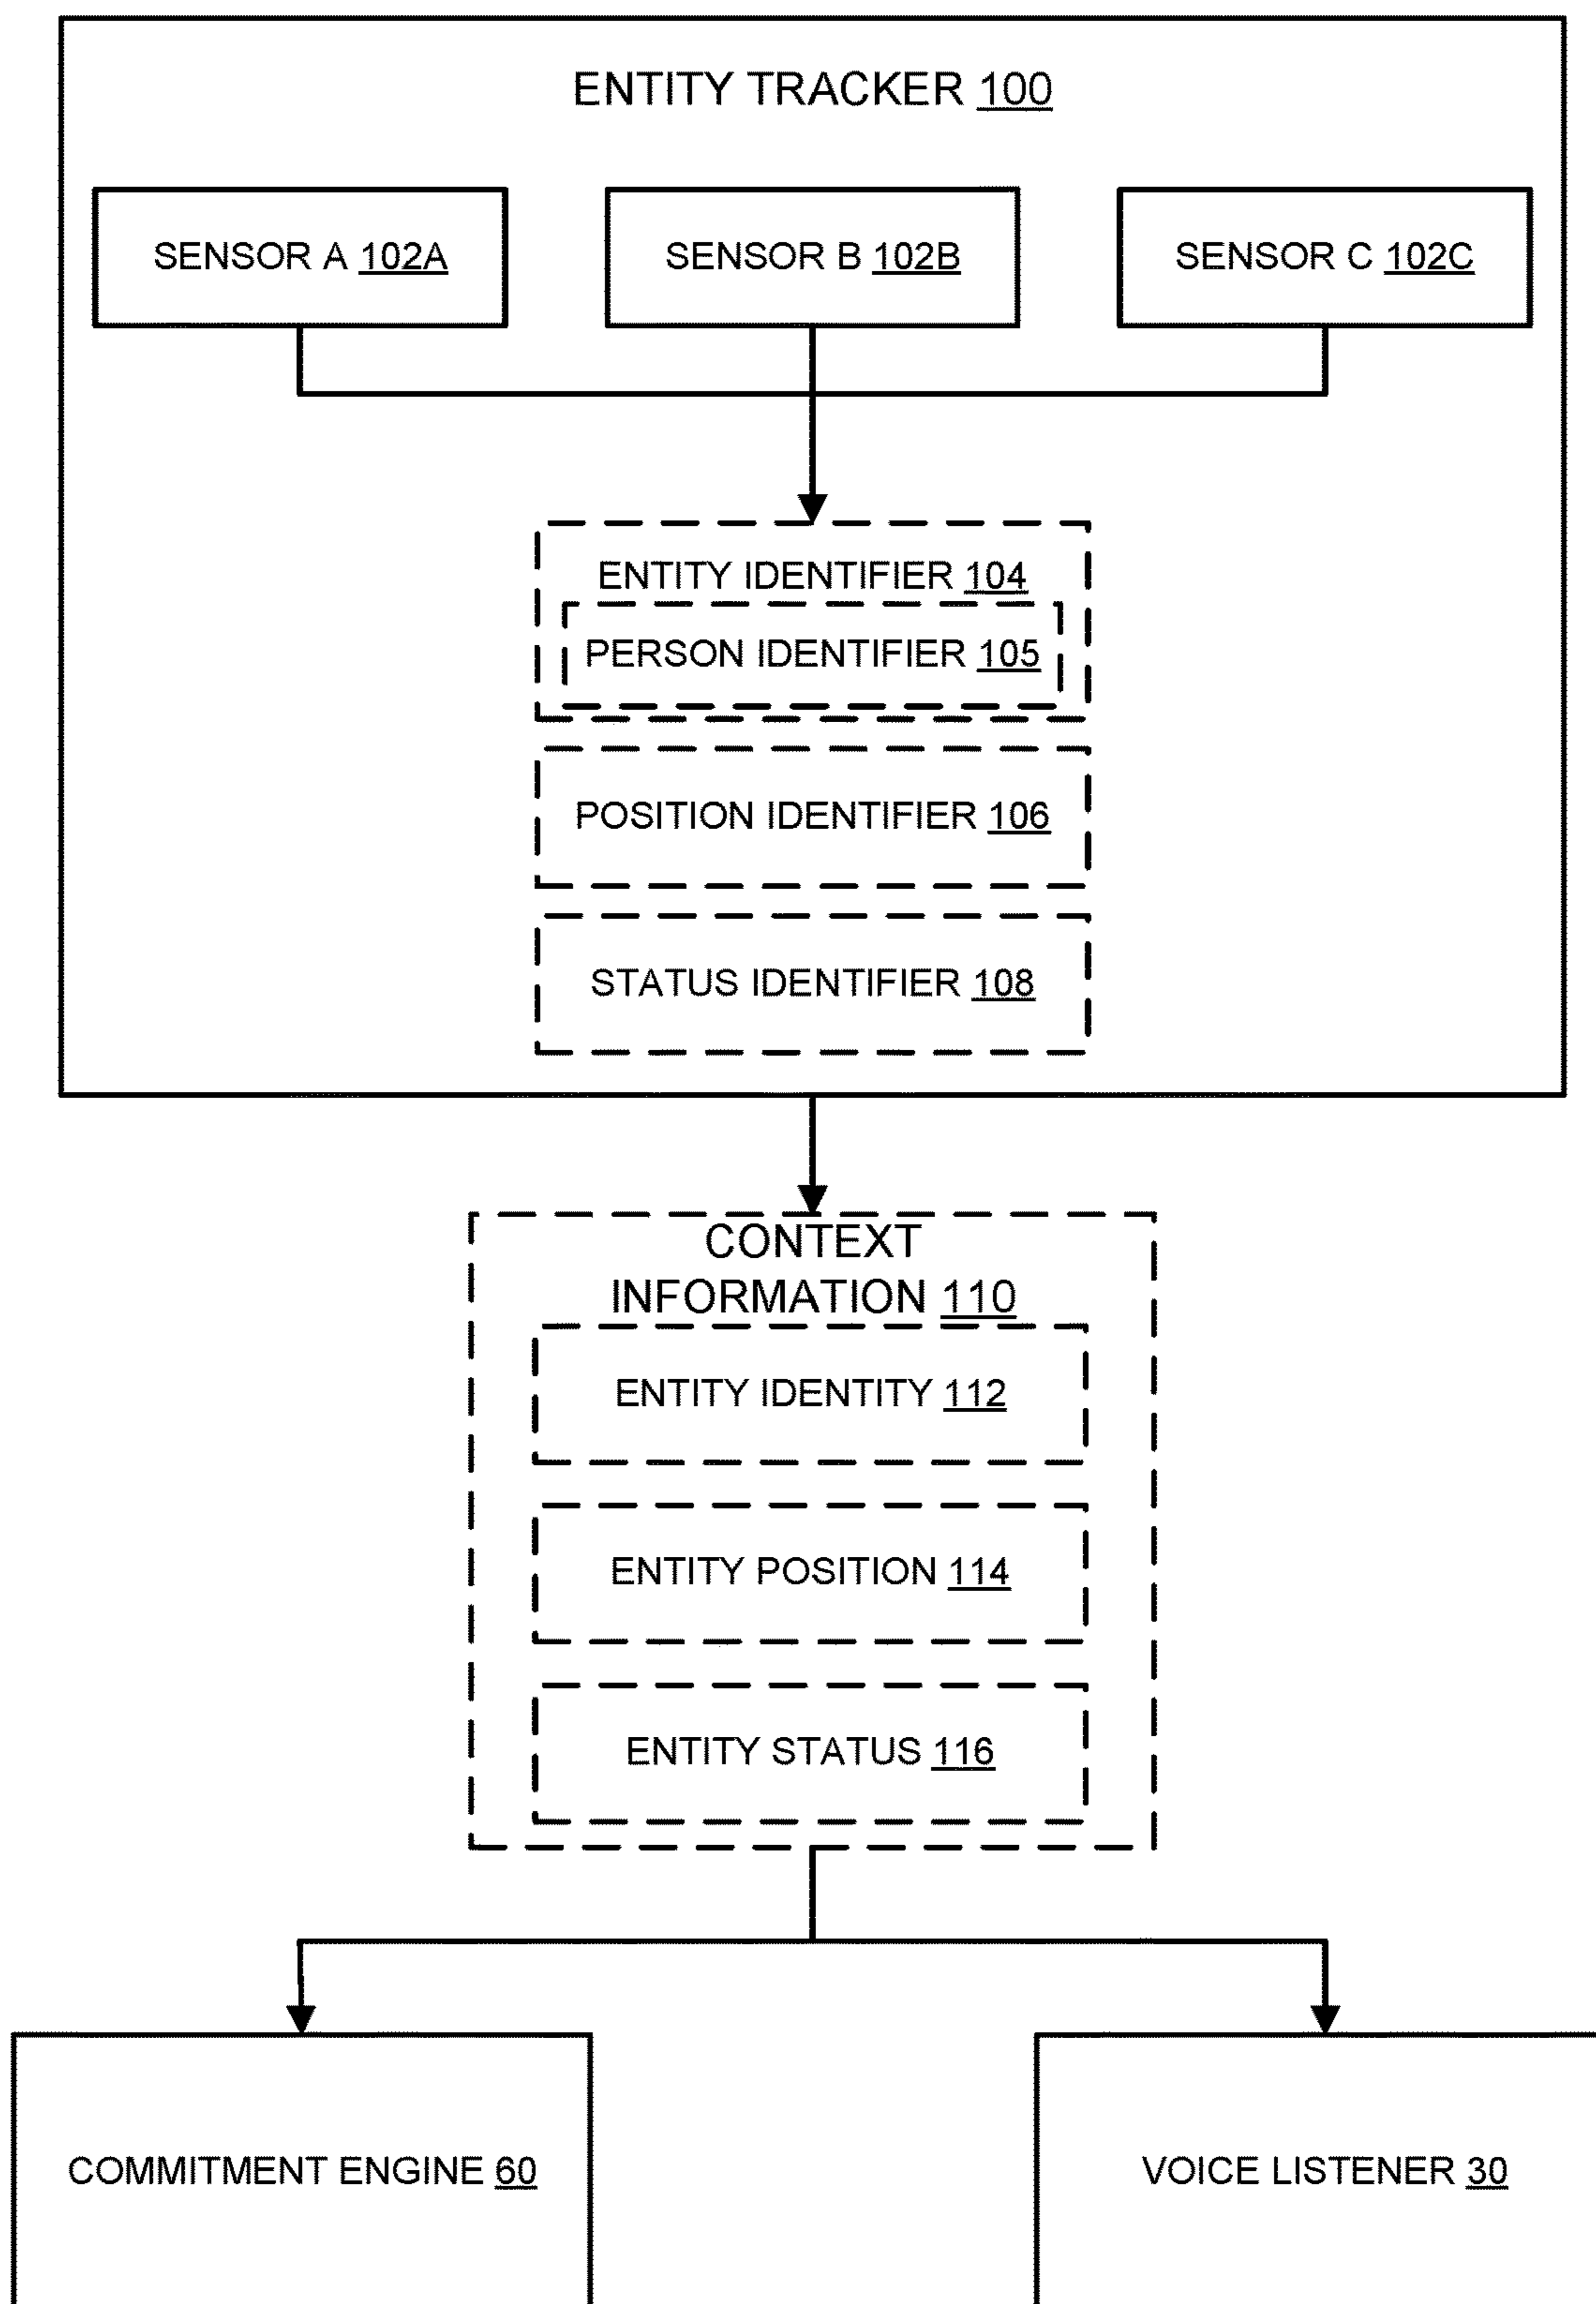 ENTITY TRACKER 100
SENSOR A 102A
SENSOR B 102B
SENSOR C 102C
ENTITY IDENTIFIER 104
PERSON IDENTIFIER 105
POSITION IDENTIFIER 106
STATUS IDENTIFIER 108
CONTEXT
INFORMATION 110
ENTITY IDENTITY 112
ENTITY POSITION 114
ENTITY STATUS 116
COMMITMENT ENGINE 60
VOICE LISTENER 30